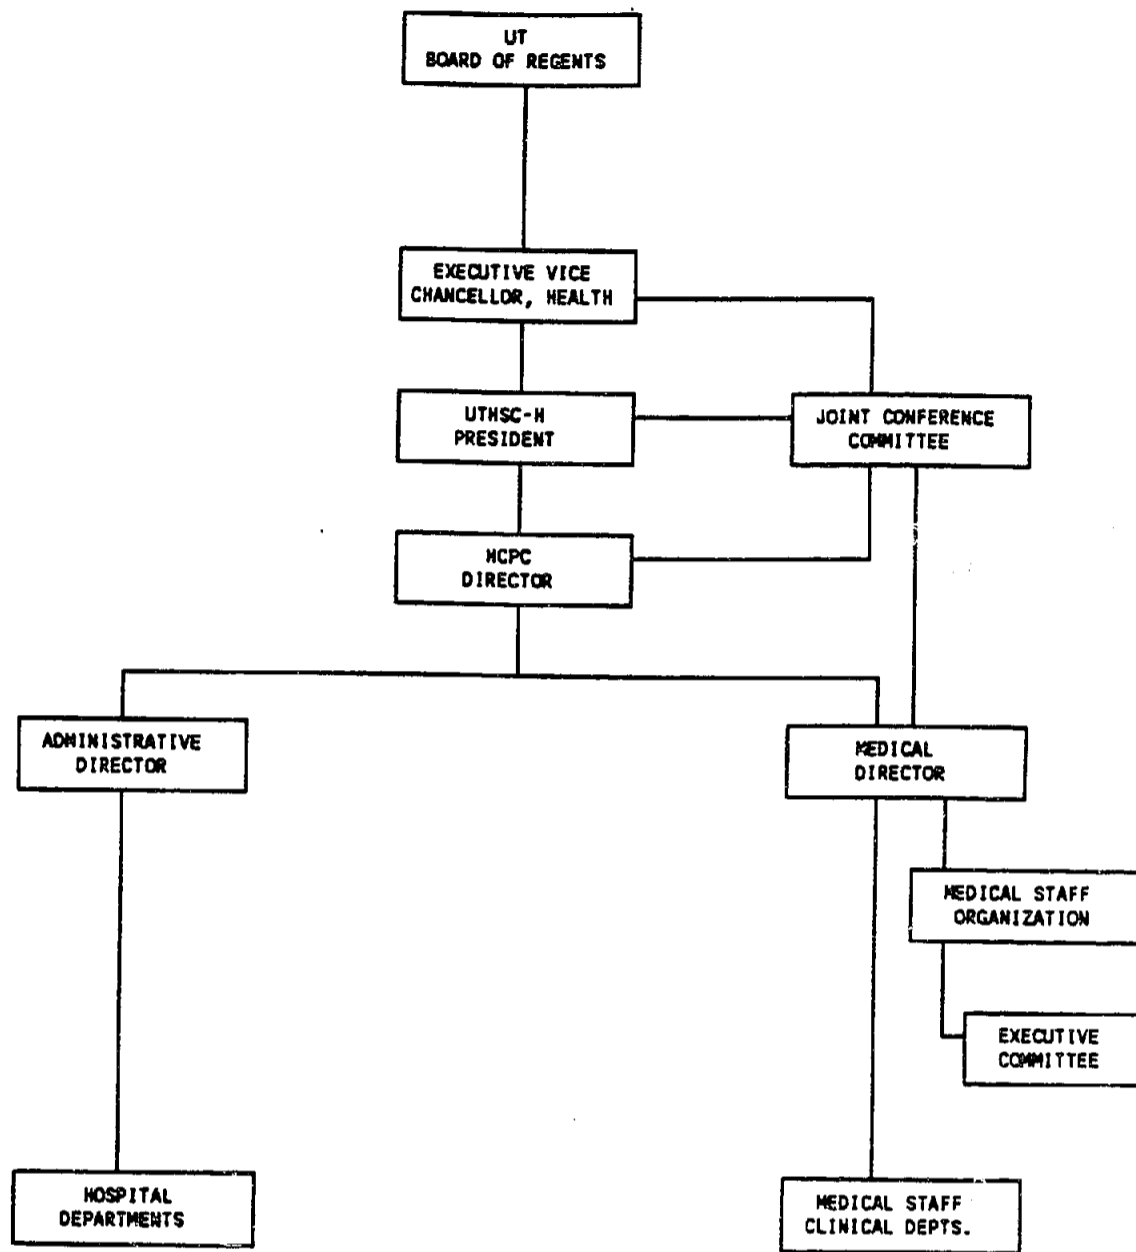 UT
BOARD OF REGENTS
EXECUTIVE VICE
CHANCELLOR, HEALTH
UTHSC-H
PRESIDENT
JOINT CONFERENCE
COMMITTEE
HCPC
DIRECTOR
ADMINISTRATIVE
DIRECTOR
MEDICAL
DIRECTOR
MEDICAL STAFF
ORGANIZATION
EXECUTIVE
COMMITTEE
HOSPITAL
DEPARTMENTS
MEDICAL STAFF
CLINICAL DEPTS.